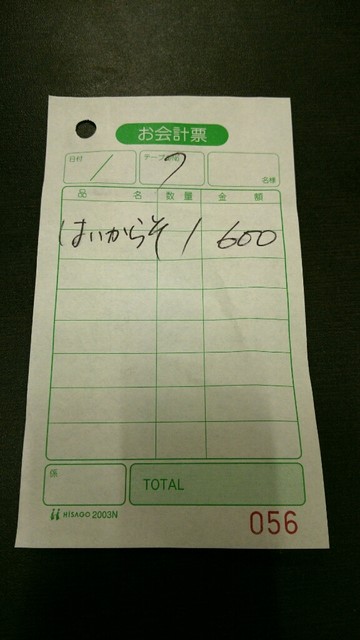 お会計票
日付 / テーブル番号 7 名様
品 名 数量 金 額
はいからそ 1 600
係 TOTAL
HISAGO 2003N 056